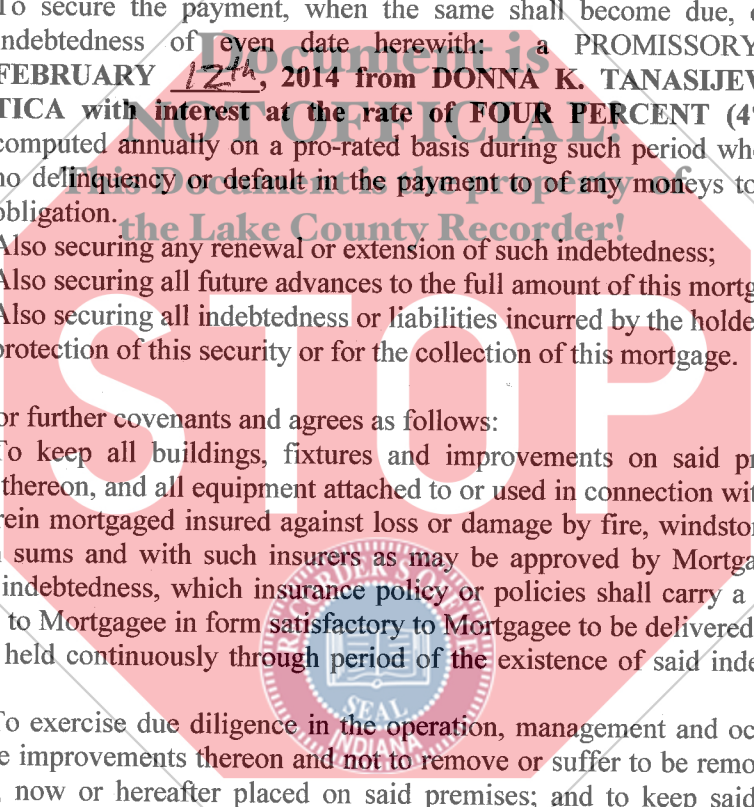 To secure the payment, when the same shall become due,
indebtedness of even date herewith: a PROMISSORY
FEBRUARY 12th, 2014 from DONNA K. TANASIJEV
TICA with interest at the rate of FOUR PERCENT (4%
computed annually on a pro-rated basis during such period
no delinquency or default in the payment to of any moneys to
obligation.
Also securing any renewal or extension of such indebtedness;
Also securing all future advances to the full amount of this mortg
Also securing all indebtedness or liabilities incurred by the holde
protection of this security or for the collection of this mortgage.
or further covenants and agrees as follows:
To keep all buildings, fixtures and improvements on said
thereon, and all equipment attached to or used in connection
rein mortgaged insured against loss or damage by fire,
sums and with such insurers as may be approved by
indebtedness, which insurance policy or policies shall carry a
to Mortgagee in form satisfactory to Mortgagee to be delivered
held continuously through period of the existence of said
To exercise due diligence in the operation, management and
improvements thereon and not to remove or suffer to be
, now or hereafter placed on said premises; and to keep said
Document is
NOT OFFICIAL!
This Document is the property of
the Lake County Recorder!
STOP
RECORDER'S OFFICE
SEAL
INDIANA